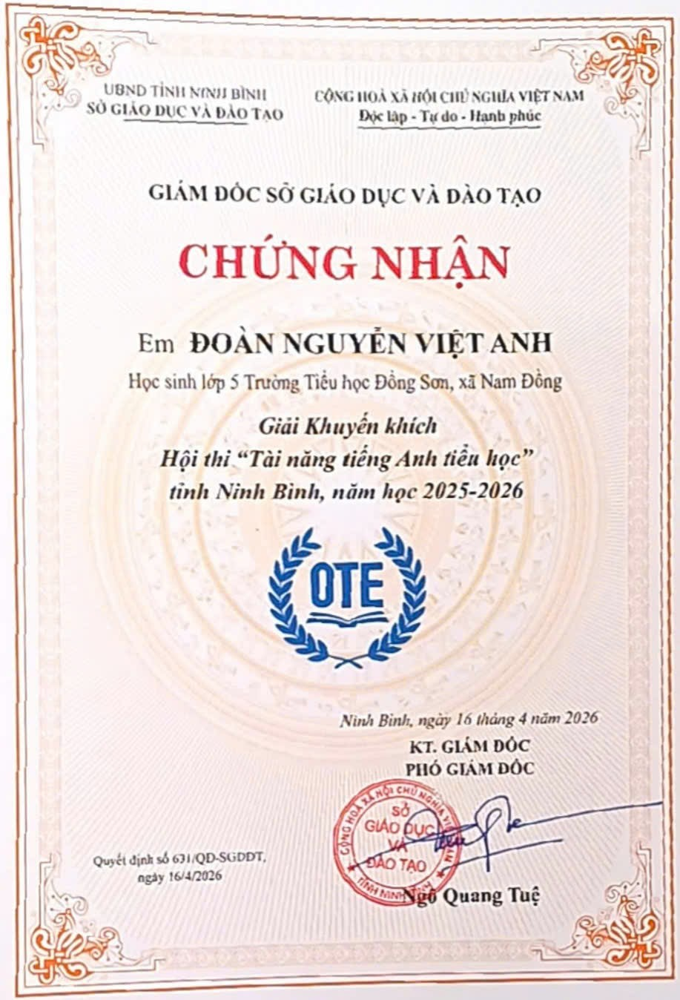 UBND TỈNH NINH BÌNH
SỞ GIÁO DỤC VÀ ĐÀO TẠO
CỘNG HOÀ XÃ HỘI CHỦ NGHĨA VIỆT NAM
Độc lập - Tự do - Hạnh phúc
GIÁM ĐỐC SỞ GIÁO DỤC VÀ ĐÀO TẠO
CHỨNG NHẬN
Em ĐOÀN NGUYỄN VIỆT ANH
Học sinh lớp 5 Trường Tiểu học Đồng Sơn, xã Nam Đồng
Giải Khuyến khích
Hội thi “Tài năng tiếng Anh tiểu học”
tỉnh Ninh Bình, năm học 2025-2026
OTE
Ninh Bình, ngày 16 tháng 4 năm 2026
KT. GIÁM ĐỐC
PHÓ GIÁM ĐỐC
CỘNG HOÀ XÃ HỘI CHỦ NGHĨA VIỆT NAM
SỞ
GIÁO DỤC
VÀ
ĐÀO TẠO
TỈNH NINH BÌNH
Quyết định số 631/QĐ-SGDĐT,
ngày 16/4/2026
Ngô Quang Tuệ